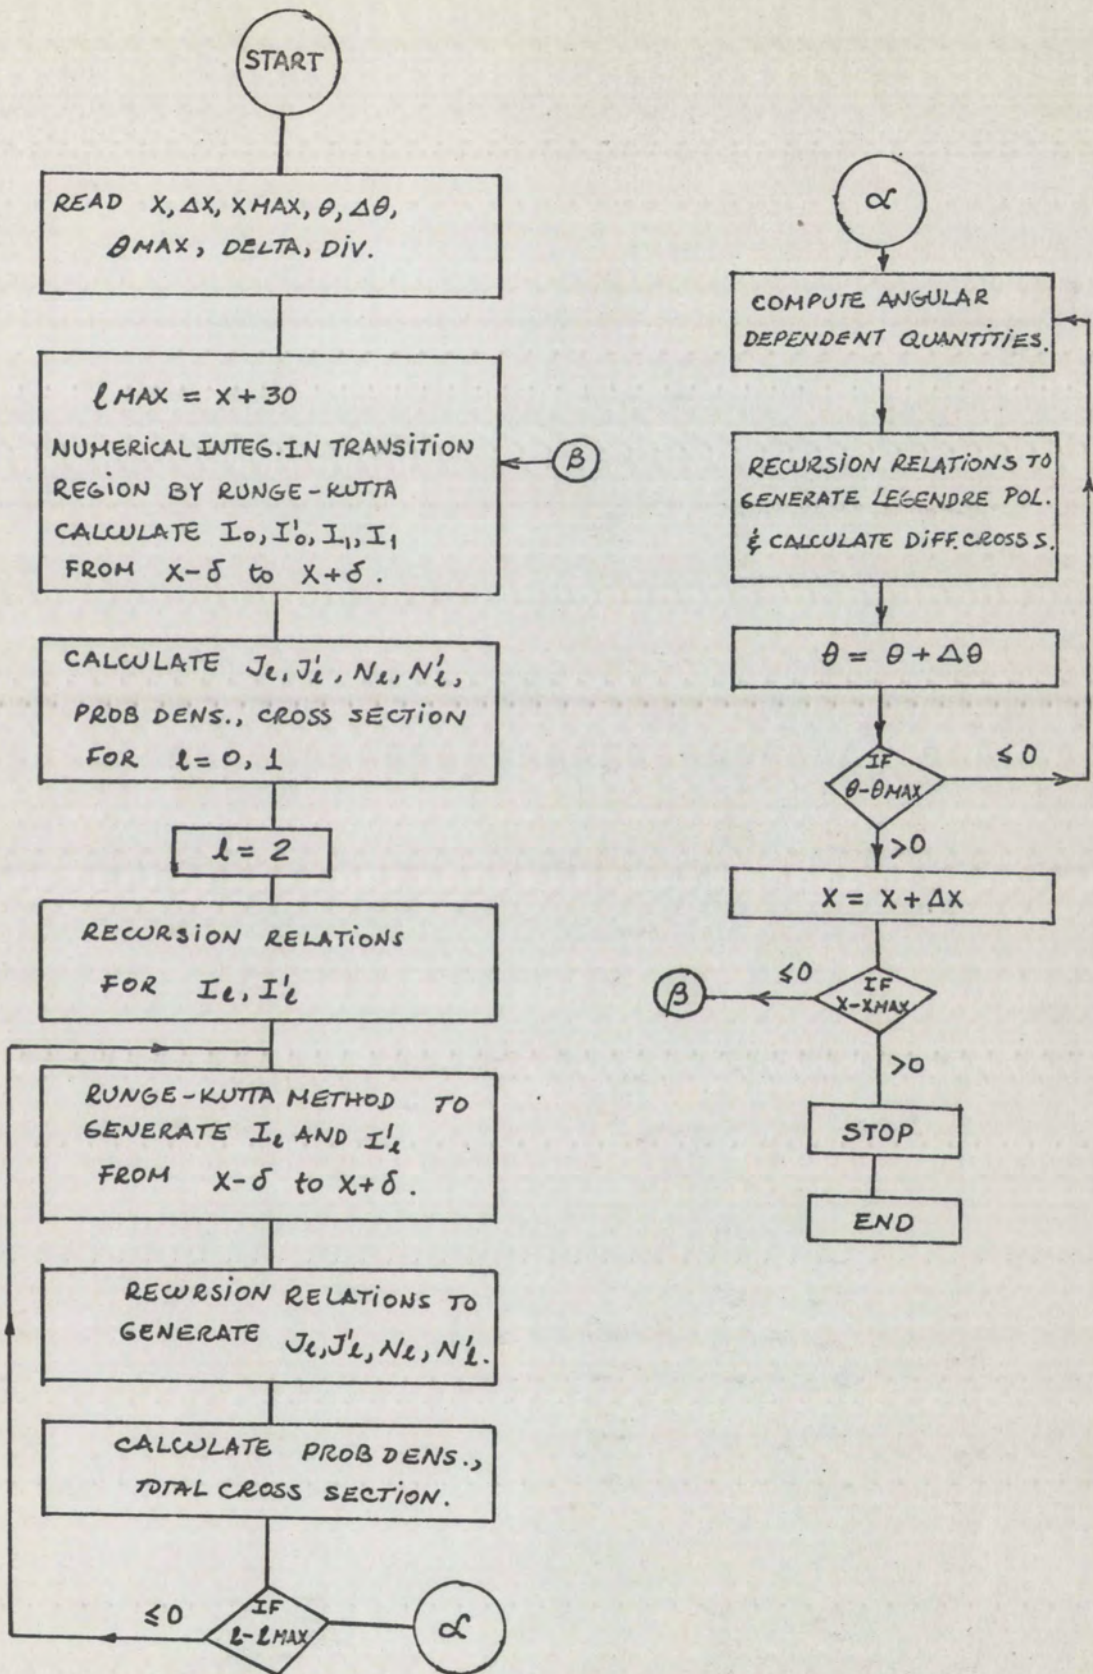 START
READ X, ΔX, XMAX, θ, Δθ,
θMAX, DELTA, DIV.
ℓMAX = X + 30
NUMERICAL INTEG. IN TRANSITION
REGION BY RUNGE-KUTTA
CALCULATE I₀, I'₀, I₁, I₁
FROM X-δ to X+δ.
β
CALCULATE Jℓ, J'ℓ, Nℓ, N'ℓ,
PROB DENS., CROSS SECTION
FOR ℓ = 0, 1
ℓ = 2
RECURSION RELATIONS
FOR Iℓ, I'ℓ
RUNGE-KUTTA METHOD TO
GENERATE Iℓ AND I'ℓ
FROM X-δ to X+δ.
RECURSION RELATIONS TO
GENERATE Jℓ, J'ℓ, Nℓ, N'ℓ.
CALCULATE PROB DENS.,
TOTAL CROSS SECTION.
≤0
IF
ℓ-ℓMAX
α
α
COMPUTE ANGULAR
DEPENDENT QUANTITIES.
RECURSION RELATIONS TO
GENERATE LEGENDRE POL.
& CALCULATE DIFF. CROSS S.
θ = θ + Δθ
IF
θ-θMAX
≤0
>0
X = X + ΔX
β
≤0
IF
X-XMAX
>0
STOP
END